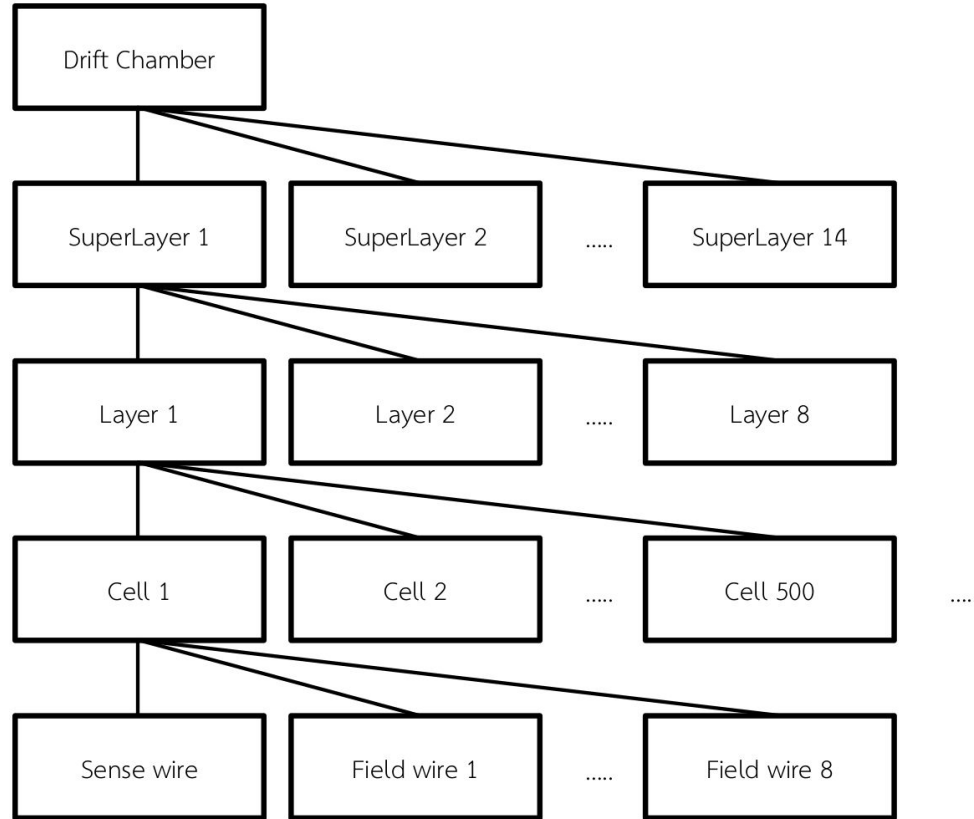 Drift Chamber
SuperLayer 1
SuperLayer 2
.....
SuperLayer 14
Layer 1
Layer 2
.....
Layer 8
Cell 1
Cell 2
.....
Cell 500
....
Sense wire
Field wire 1
.....
Field wire 8